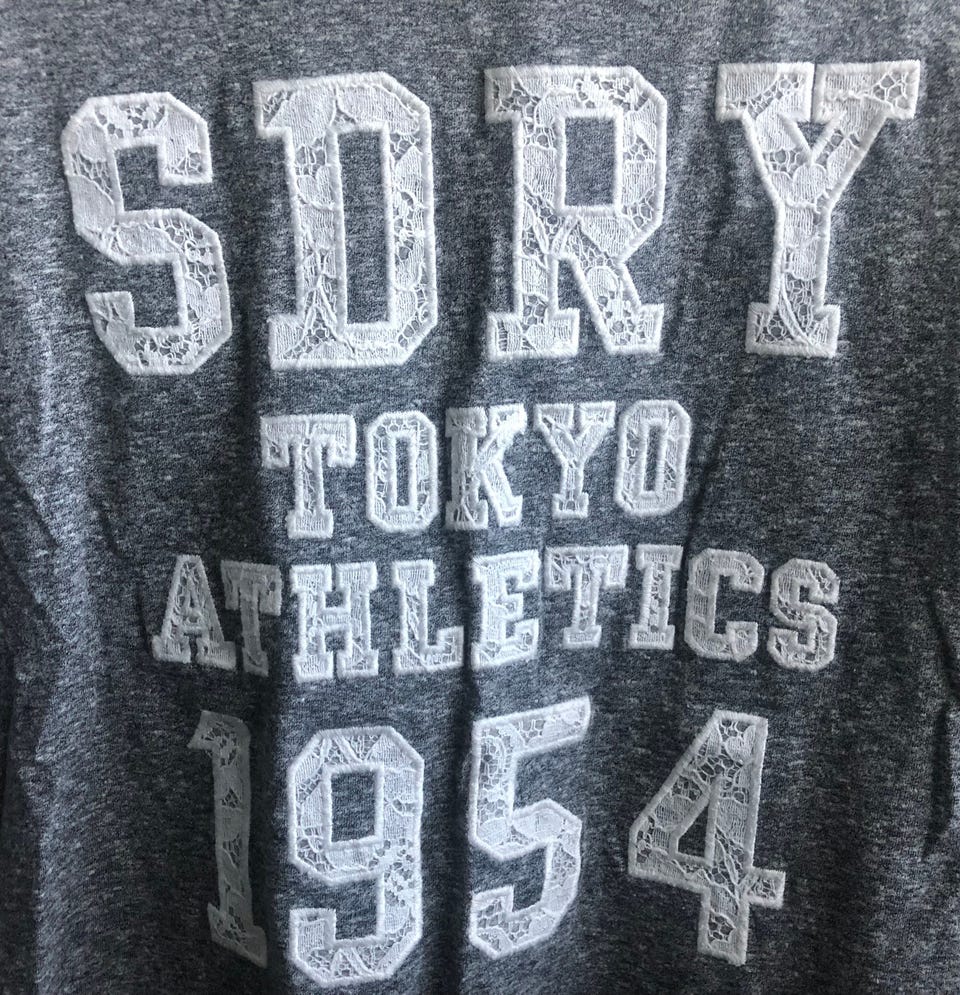 SDRY
TOKYO
ATHLETICS
1954